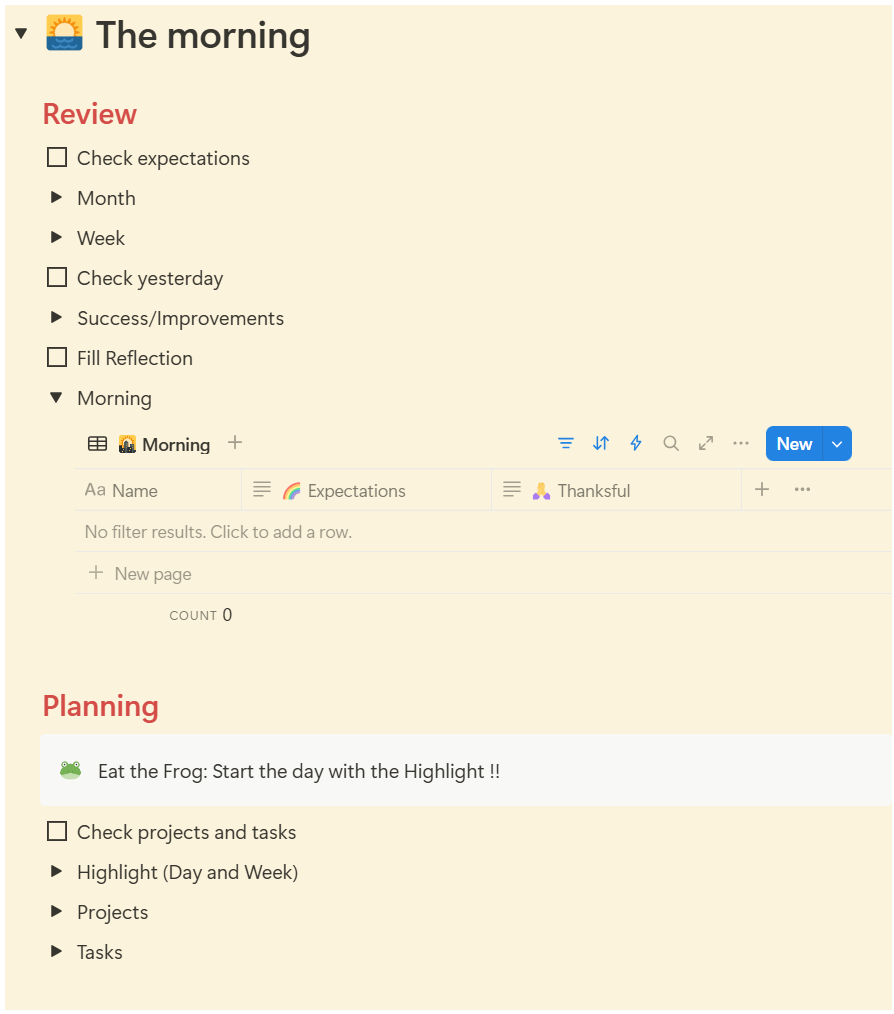 The morning
Review
Check expectations
Month
Week
Check yesterday
Success/Improvements
Fill Reflection
Morning
Morning
New
Aa Name
Expectations
Thanksful
No filter results. Click to add a row.
New page
COUNT 0
Planning
Eat the Frog: Start the day with the Highlight !!
Check projects and tasks
Highlight (Day and Week)
Projects
Tasks